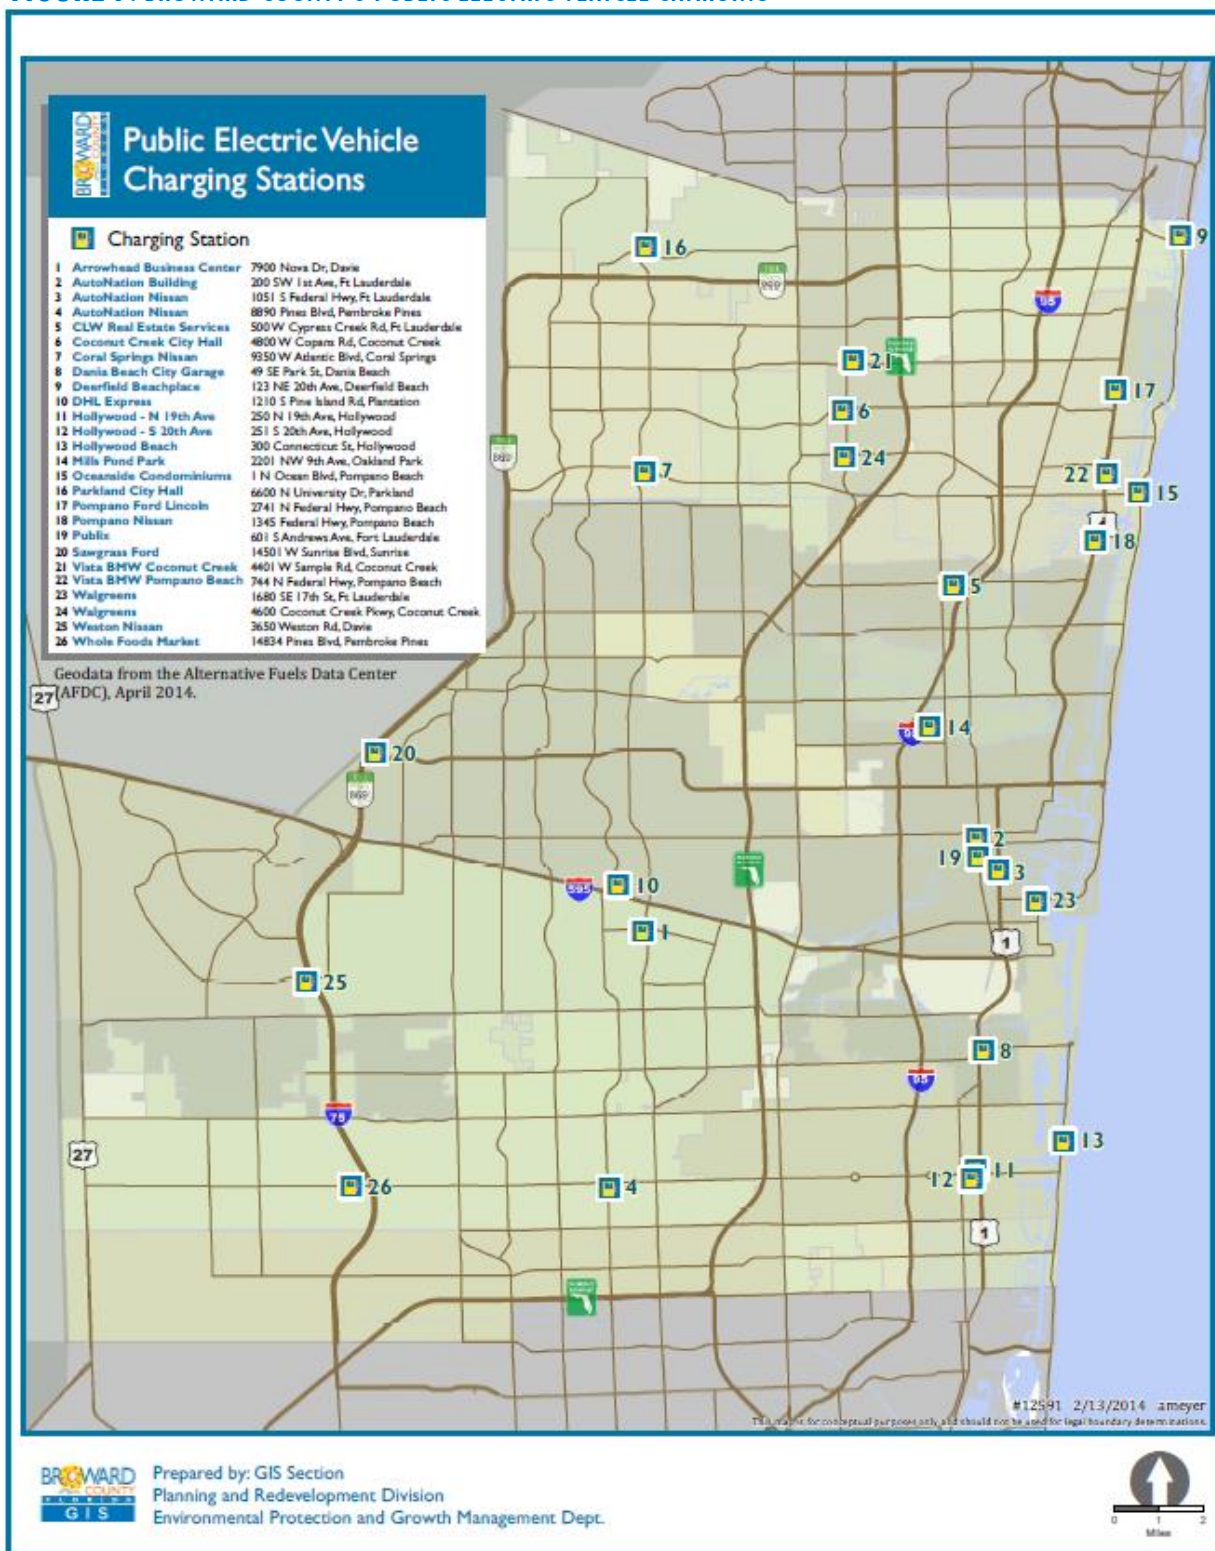 Public Electric Vehicle
Charging Stations
Charging Station
1 Arrowhead Business Center 7900 Nova Dr, Davie
2 AutoNation Building 200 SW 1st Ave, Ft Lauderdale
3 AutoNation Nissan 1051 S Federal Hwy, Ft Lauderdale
4 AutoNation Nissan 8890 Pines Blvd, Pembroke Pines
5 CLW Real Estate Services 500 W Cypress Creek Rd, Ft Lauderdale
6 Coconut Creek City Hall 4800 W Copans Rd, Coconut Creek
7 Coral Springs Nissan 9350 W Atlantic Blvd, Coral Springs
8 Dania Beach City Garage 49 SE Park St, Dania Beach
9 Deerfield Beachplace 123 NE 20th Ave, Deerfield Beach
10 DHL Express 1210 S Pine Island Rd, Plantation
11 Hollywood - N 19th Ave 250 N 19th Ave, Hollywood
12 Hollywood - S 20th Ave 251 S 20th Ave, Hollywood
13 Hollywood Beach 300 Connecticut St, Hollywood
14 Mills Pond Park 2201 NW 9th Ave, Oakland Park
15 Oceanside Condominiums 1 N Ocean Blvd, Pompano Beach
16 Parkland City Hall 6600 N University Dr, Parkland
17 Pompano Ford Lincoln 2741 N Federal Hwy, Pompano Beach
18 Pompano Nissan 1345 Federal Hwy, Pompano Beach
19 Publix 601 S Andrews Ave, Fort Lauderdale
20 Sawgrass Ford 14501 W Sunrise Blvd, Sunrise
21 Vista BMW Coconut Creek 4401 W Sample Rd, Coconut Creek
22 Vista BMW Pompano Beach 744 N Federal Hwy, Pompano Beach
23 Walgreens 1680 SE 17th St, Ft Lauderdale
24 Walgreens 4600 Coconut Creek Pkwy, Coconut Creek
25 Weston Nissan 3650 Weston Rd, Davie
26 Whole Foods Market 14834 Pines Blvd, Pembroke Pines
Geodata from the Alternative Fuels Data Center
(AFDC), April 2014.
9
16
869
95
21
17
6
869
24
7
22
15
18
5
27
14
20
869
2
19
3
10
595
23
1
1
25
8
95
75
13
27
11
12
26
4
1
#12591 2/13/2014 ameyer
This map is for conceptual purposes only and should not be used for legal boundary determinations.
BROWARD
COUNTY
FLORIDA
GIS
Prepared by: GIS Section
Planning and Redevelopment Division
Environmental Protection and Growth Management Dept.
0 1 2
Miles